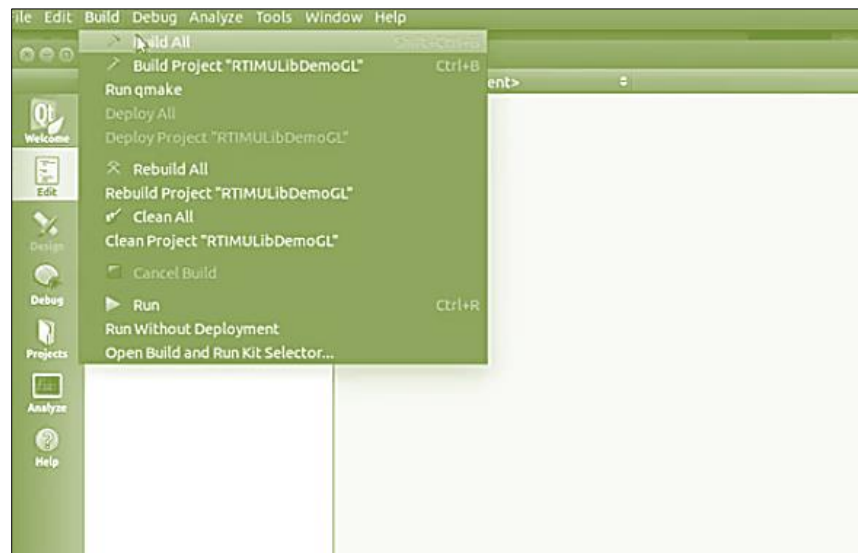 ile Edit Build Debug Analyze Tools Window Help
Build All
Build Project "RTIMULibDemoGL" Ctrl+B
ent>
Run qmake
Deploy All
Deploy Project "RTIMULibDemoGL"
Rebuild All
Rebuild Project "RTIMULibDemoGL"
Clean All
Clean Project "RTIMULibDemoGL"
Cancel Build
Run Ctrl+R
Run Without Deployment
Open Build and Run Kit Selector...
Qt
Welcome
Edit
Design
Debug
Projects
Analyze
Help